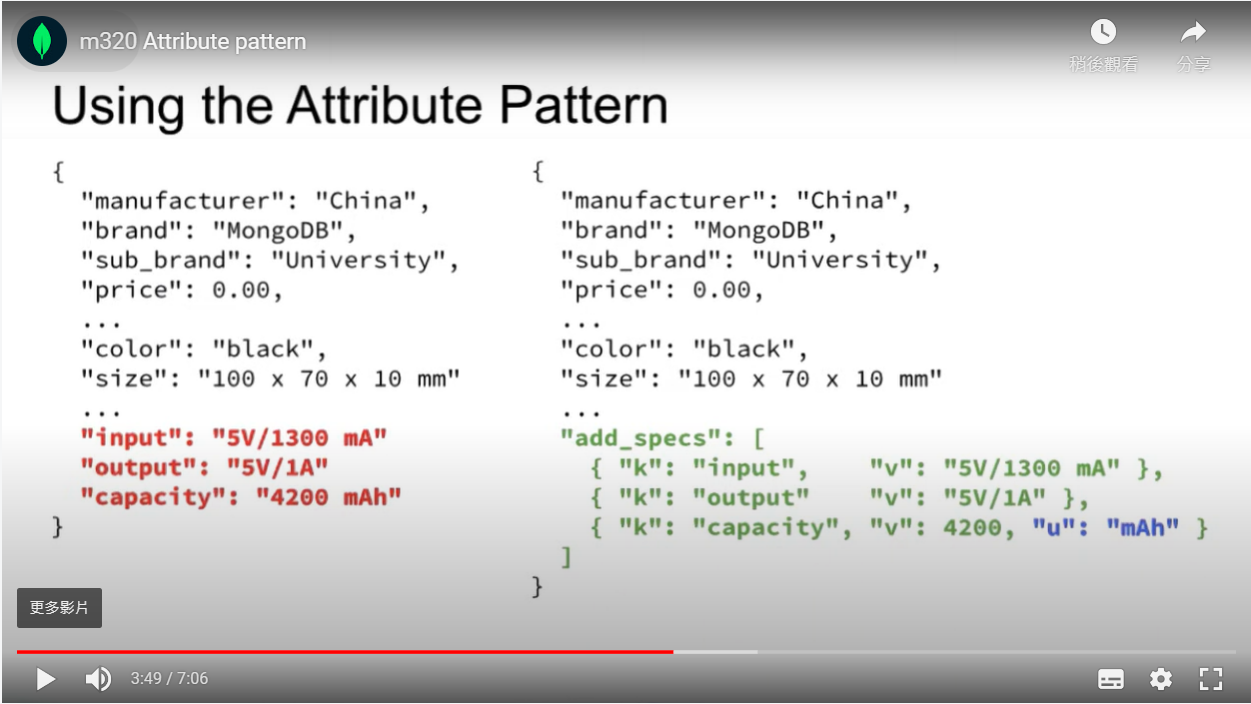 m320 Attribute pattern
稍後觀看
分享
Using the Attribute Pattern
{
"manufacturer": "China",
"brand": "MongoDB",
"sub_brand": "University",
"price": 0.00,
...
"color": "black",
"size": "100 x 70 x 10 mm"
...
"input": "5V/1300 mA"
"output": "5V/1A"
"capacity": "4200 mAh"
}
{
"manufacturer": "China",
"brand": "MongoDB",
"sub_brand": "University",
"price": 0.00,
...
"color": "black",
"size": "100 x 70 x 10 mm"
...
"add_specs": [
{ "k": "input", "v": "5V/1300 mA" },
{ "k": "output" "v": "5V/1A" },
{ "k": "capacity", "v": 4200, "u": "mAh" }
]
}
更多影片
3:49 / 7:06